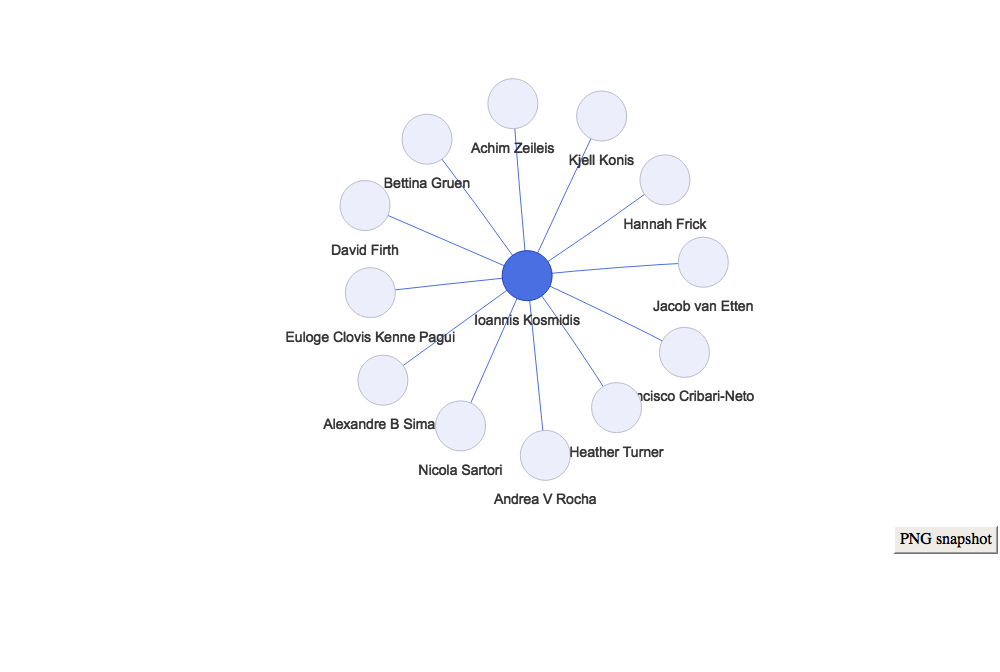 Achim Zeileis
Kjell Konis
Bettina Gruen
Hannah Frick
David Firth
Jacob van Etten
Ioannis Kosmidis
Euloge Clovis Kenne Pagui
Cribari-Neto
Alexandre B Sima
Heather Turner
Nicola Sartori
Andrea V Rocha
PNG snapshot